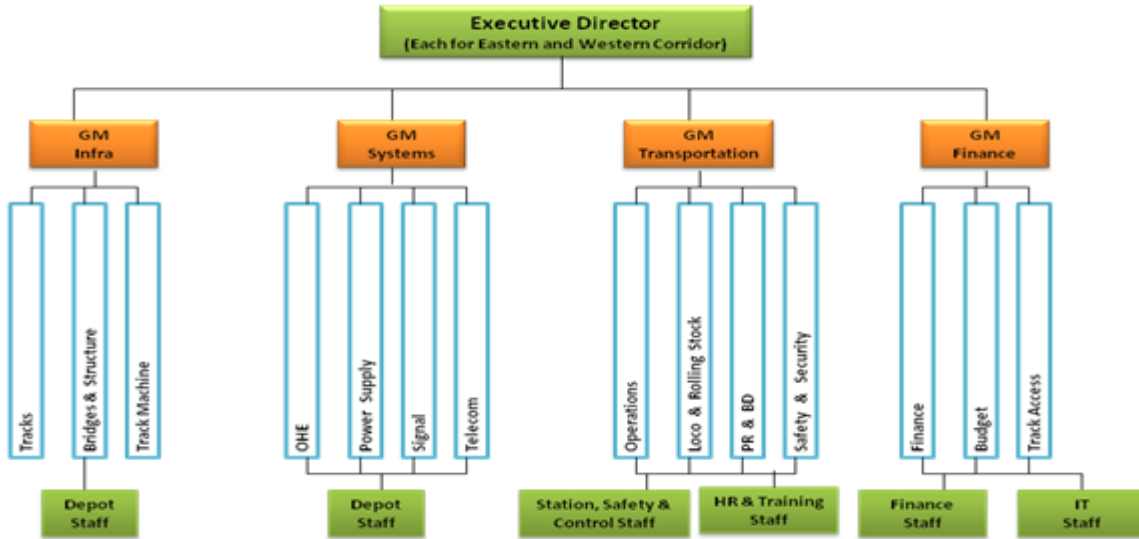 Executive Director
(Each for Eastern and Western Corridor)
GM
Infra
GM
Systems
GM
Transportation
GM
Finance
Tracks
Bridges & Structure
Track Machine
OHE
Power Supply
Signal
Telecom
Operations
Loco & Rolling Stock
PR & BD
Safety & Security
Finance
Budget
Track Access
Depot
Staff
Depot
Staff
Station, Safety &
Control Staff
HR & Training
Staff
Finance
Staff
IT
Staff